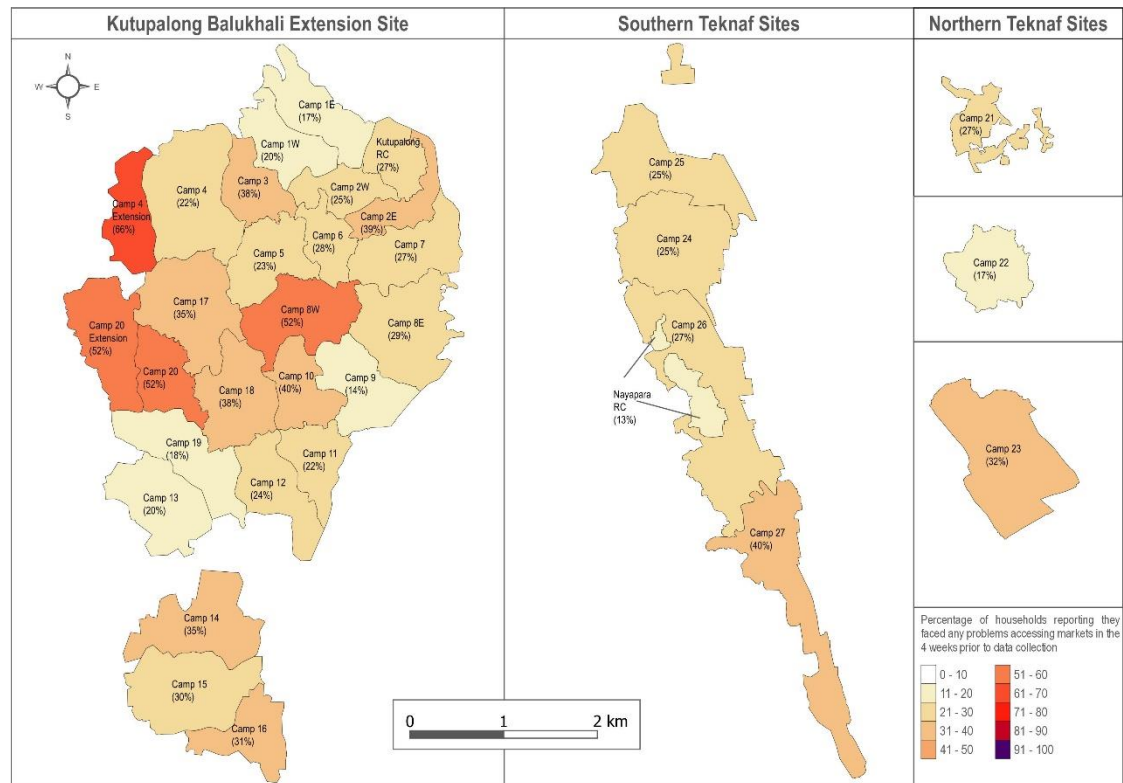 Kutupalong Balukhali Extension Site
Southern Teknaf Sites
Northern Teknaf Sites
N
W
E
S
Camp 1E
(17%)
Camp 1W
(20%)
Kutupalong
RC
(27%)
Camp 3
(38%)
Camp 4
(22%)
Camp 2W
(25%)
Camp 4
Extension
(66%)
Camp 2E
(39%)
Camp 6
(28%)
Camp 5
(23%)
Camp 7
(27%)
Camp 17
(35%)
Camp 8W
(52%)
Camp 8E
(29%)
Camp 20
Extension
(52%)
Camp 20
(52%)
Camp 18
(38%)
Camp 10
(40%)
Camp 9
(14%)
Camp 19
(18%)
Camp 11
(22%)
Camp 12
(24%)
Camp 13
(20%)
Camp 14
(35%)
Camp 15
(30%)
Camp 16
(31%)
0
1
2 km
Camp 25
(25%)
Camp 24
(25%)
Camp 26
(27%)
Nayapara
RC
(13%)
Camp 27
(40%)
Camp 21
(27%)
Camp 22
(17%)
Camp 23
(32%)
Percentage of households reporting they
faced any problems accessing markets in the
4 weeks prior to data collection
0 - 10
11 - 20
21 - 30
31 - 40
41 - 50
51 - 60
61 - 70
71 - 80
81 - 90
91 - 100